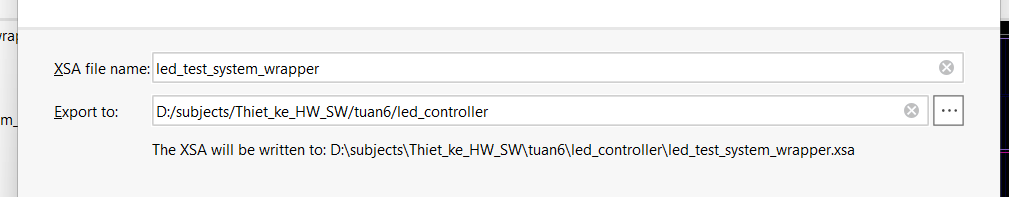 XSA file name: led_test_system_wrapper
Export to: D:/subjects/Thiet_ke_HW_SW/tuan6/led_controller ...
The XSA will be written to: D:\subjects\Thiet_ke_HW_SW\tuan6\led_controller\led_test_system_wrapper.xsa